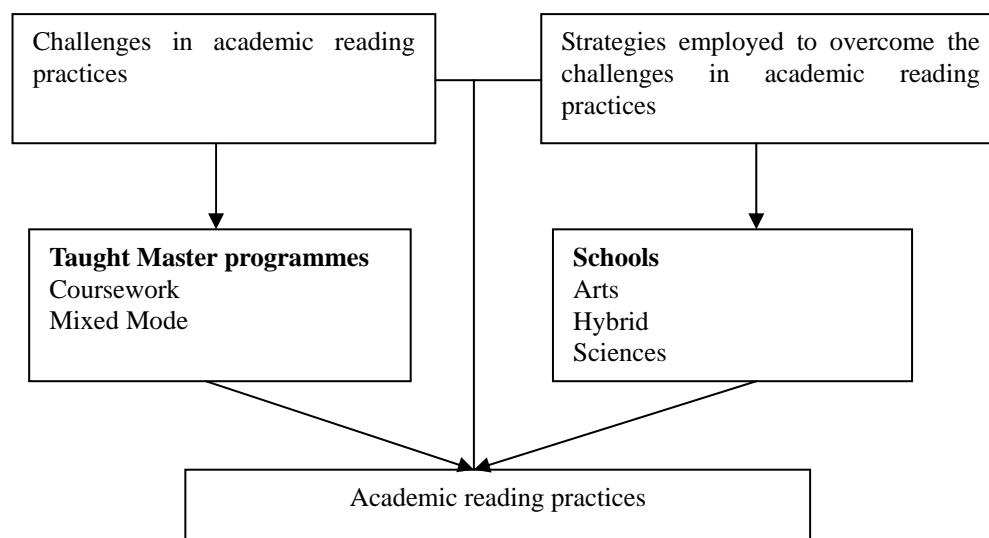 Challenges in academic reading
practices
Strategies employed to overcome the
challenges in academic reading
practices
Taught Master programmes
Coursework
Mixed Mode
Schools
Arts
Hybrid
Sciences
Academic reading practices